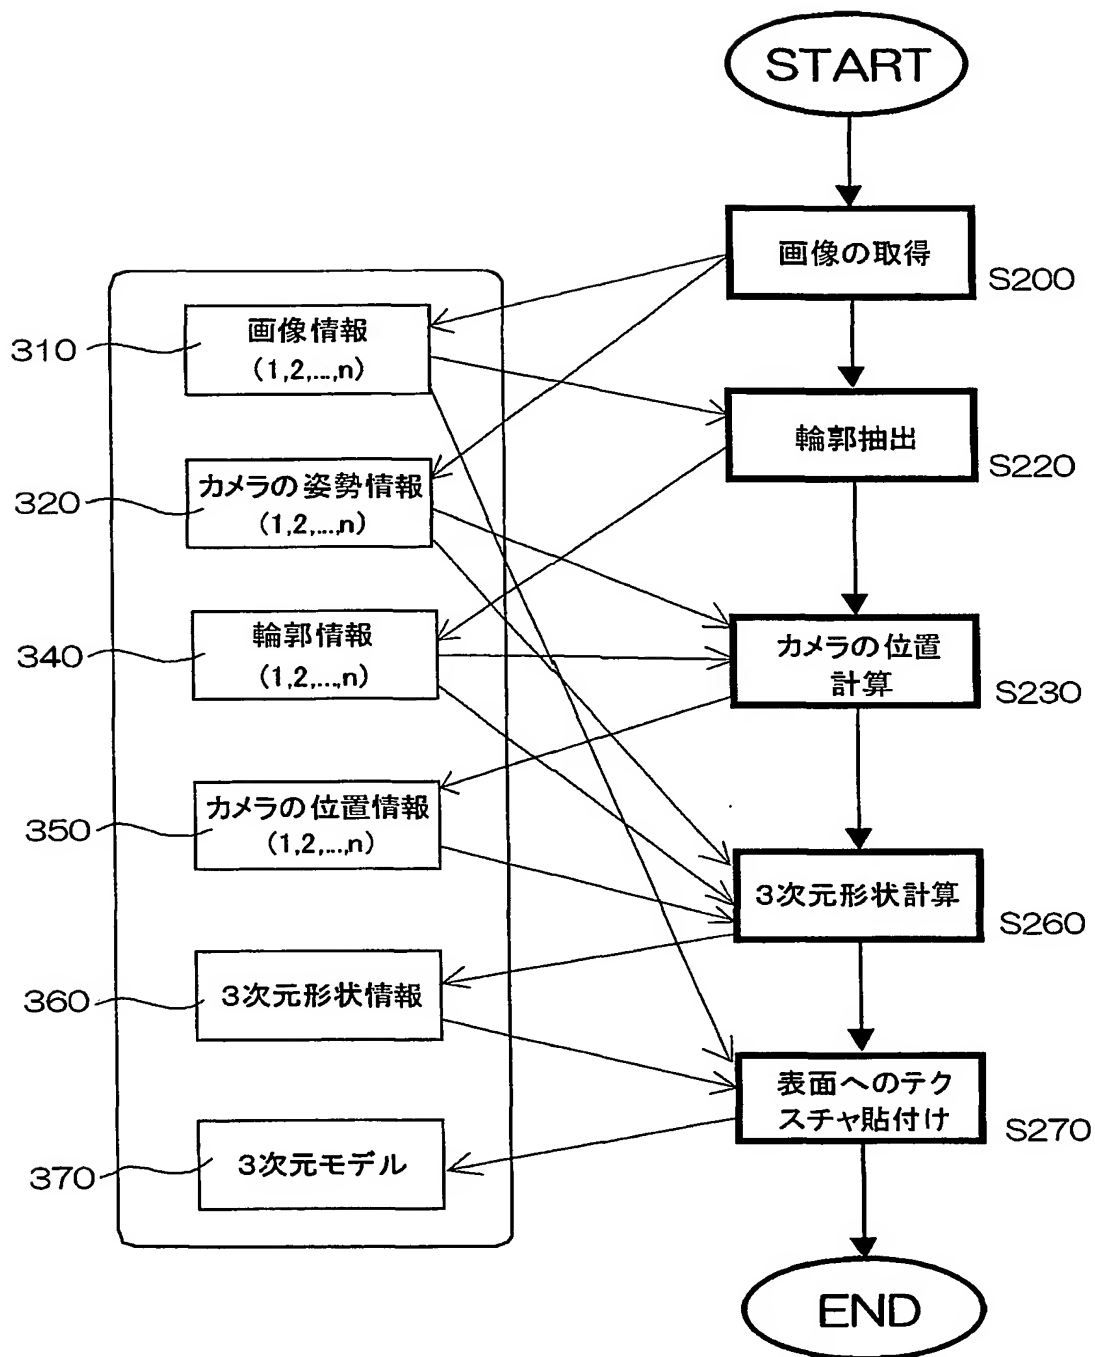 START
画像の取得
S200
画像情報
(1,2,...,n)
310
輪郭抽出
S220
カメラの姿勢情報
(1,2,...,n)
320
輪郭情報
(1,2,...,n)
340
カメラの位置
計算
S230
カメラの位置情報
(1,2,...,n)
350
3次元形状計算
S260
3次元形状情報
360
表面へのテク
スチャ貼付け
S270
3次元モデル
370
END